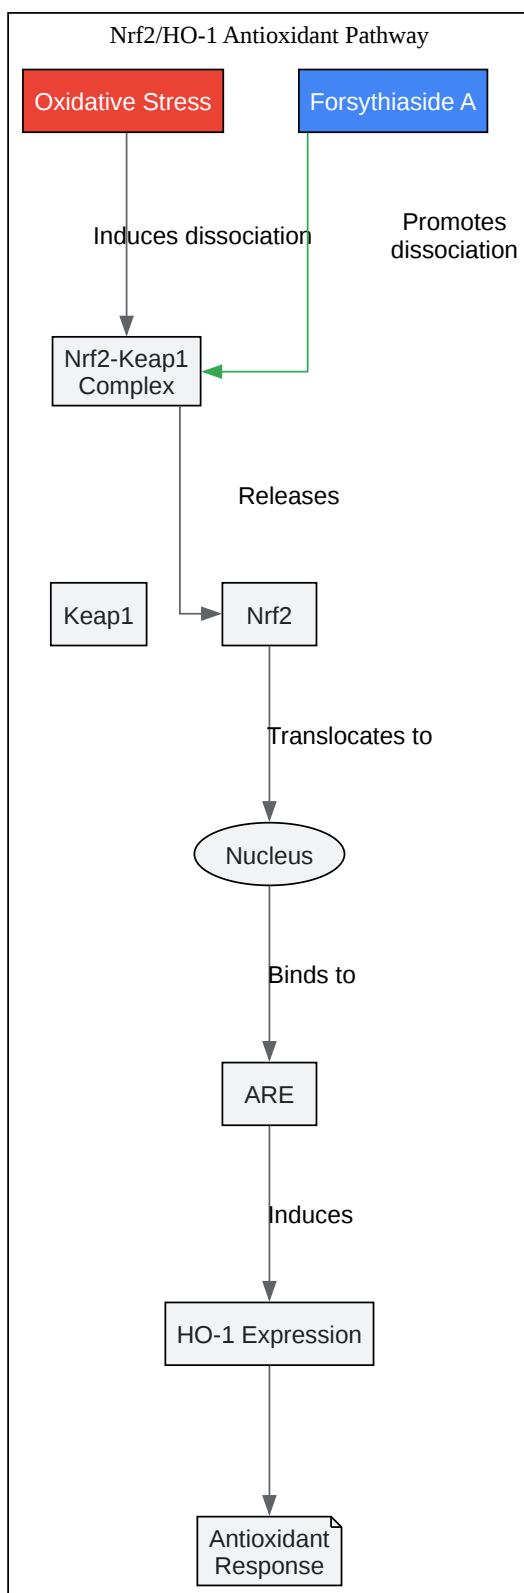 Nrf2/HO-1 Antioxidant Pathway
Oxidative Stress
Forsythiaside A
Induces dissociation
Promotes
dissociation
Nrf2-Keap1
Complex
Releases
Keap1
Nrf2
Translocates to
Nucleus
Binds to
ARE
Induces
HO-1 Expression
Antioxidant
Response